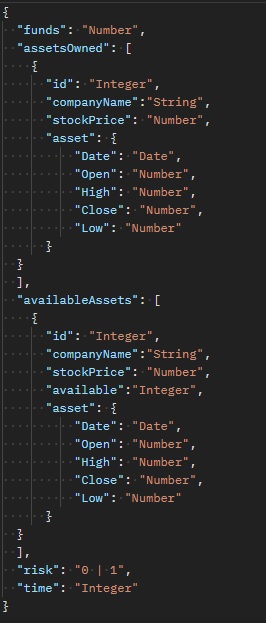 {
  "funds": "Number",
  "assetsOwned": [
    {
      "id": "Integer",
      "companyName":"String",
      "stockPrice": "Number",
      "asset": {
          "Date": "Date",
          "Open": "Number",
          "High": "Number",
          "Close": "Number",
          "Low": "Number"
      }
  }
  ],
  "availableAssets": [
    {
      "id": "Integer",
      "companyName":"String",
      "stockPrice": "Number",
      "available":"Integer",
      "asset": {
          "Date": "Date",
          "Open": "Number",
          "High": "Number",
          "Close": "Number",
          "Low": "Number"
      }
  }
  ],
  "risk": "0 | 1",
  "time": "Integer"
}